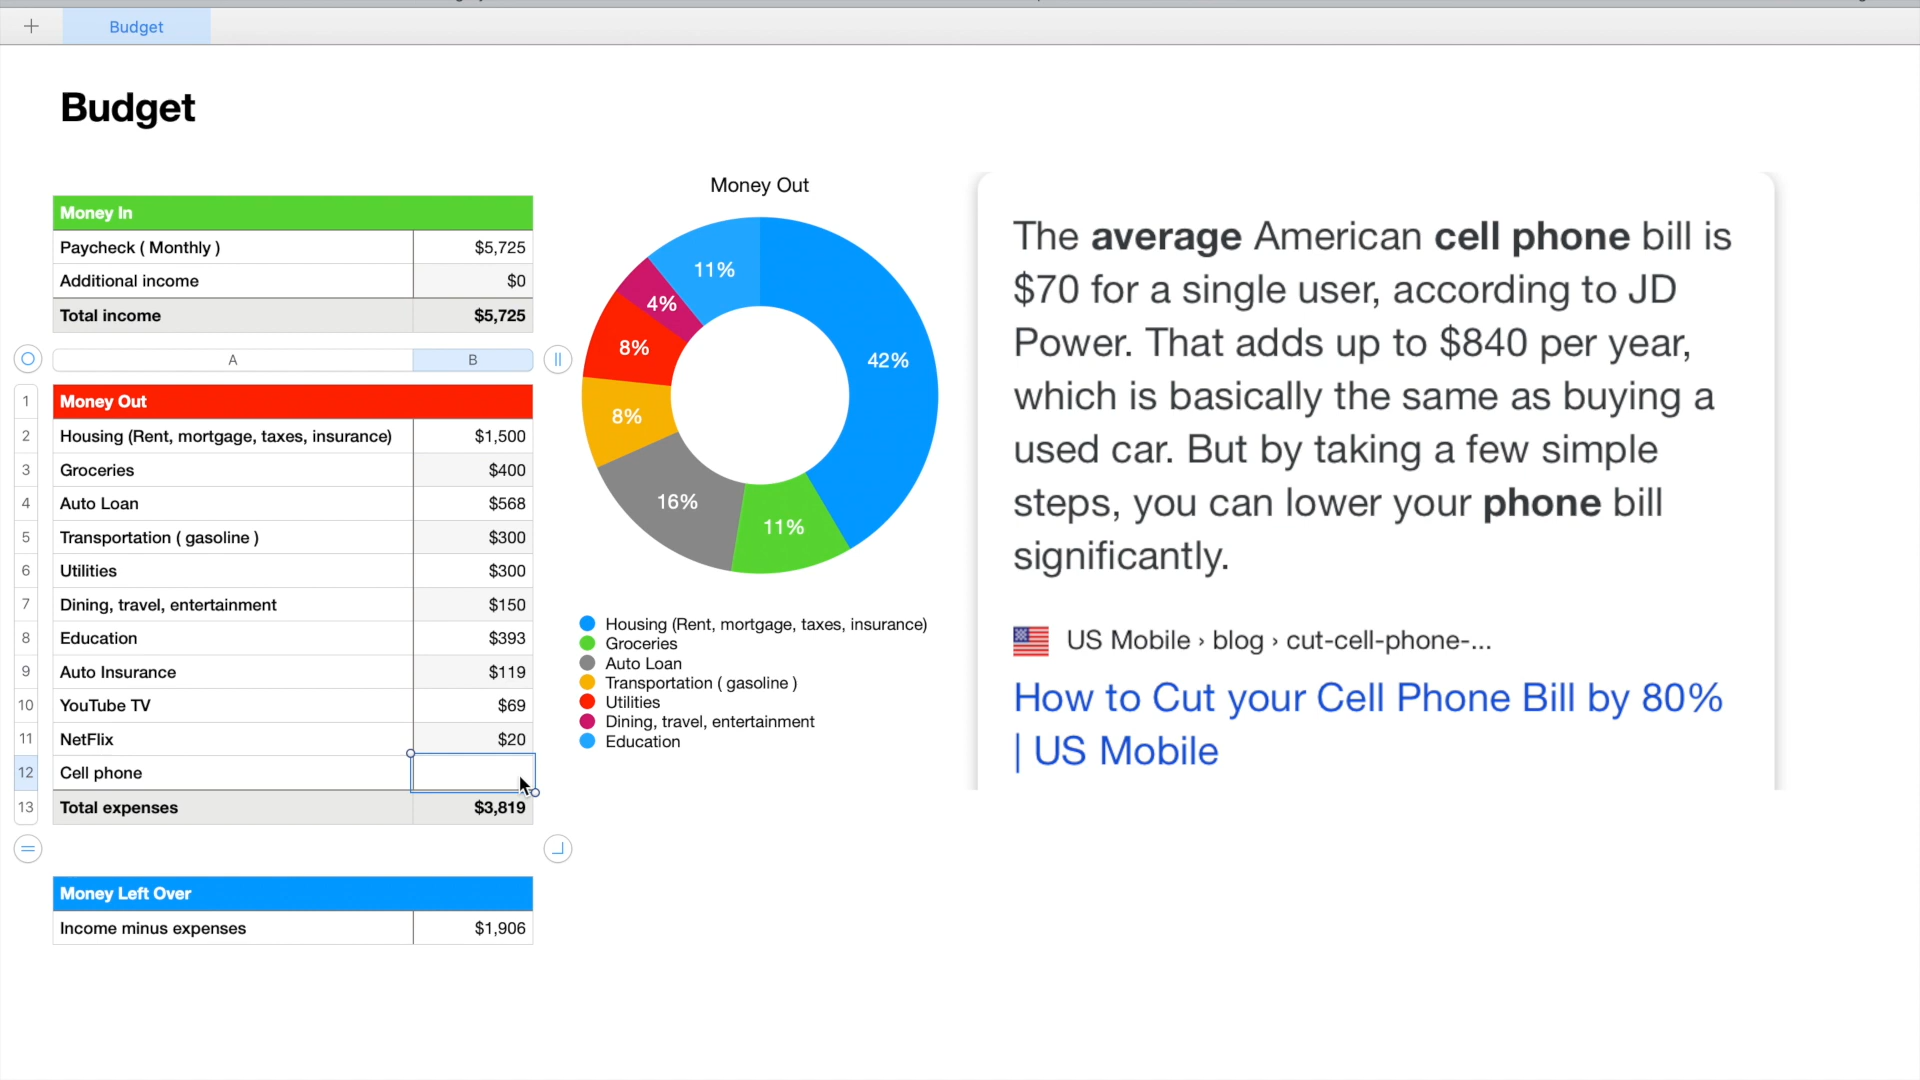 Budget
Budget
Money In
Paycheck ( Monthly ) $5,725
Additional income $0
Total income $5,725
A B
1 Money Out
2 Housing (Rent, mortgage, taxes, insurance) $1,500
3 Groceries $400
4 Auto Loan $568
5 Transportation ( gasoline ) $300
6 Utilities $300
7 Dining, travel, entertainment $150
8 Education $393
9 Auto Insurance $119
10 YouTube TV $69
11 NetFlix $20
12 Cell phone
13 Total expenses $3,819
Money Left Over
Income minus expenses $1,906
Money Out
11%
4%
42%
8%
8%
16%
11%
Housing (Rent, mortgage, taxes, insurance)
Groceries
Auto Loan
Transportation ( gasoline )
Utilities
Dining, travel, entertainment
Education
The average American cell phone bill is
$70 for a single user, according to JD
Power. That adds up to $840 per year,
which is basically the same as buying a
used car. But by taking a few simple
steps, you can lower your phone bill
significantly.
US Mobile › blog › cut-cell-phone-...
How to Cut your Cell Phone Bill by 80%
| US Mobile